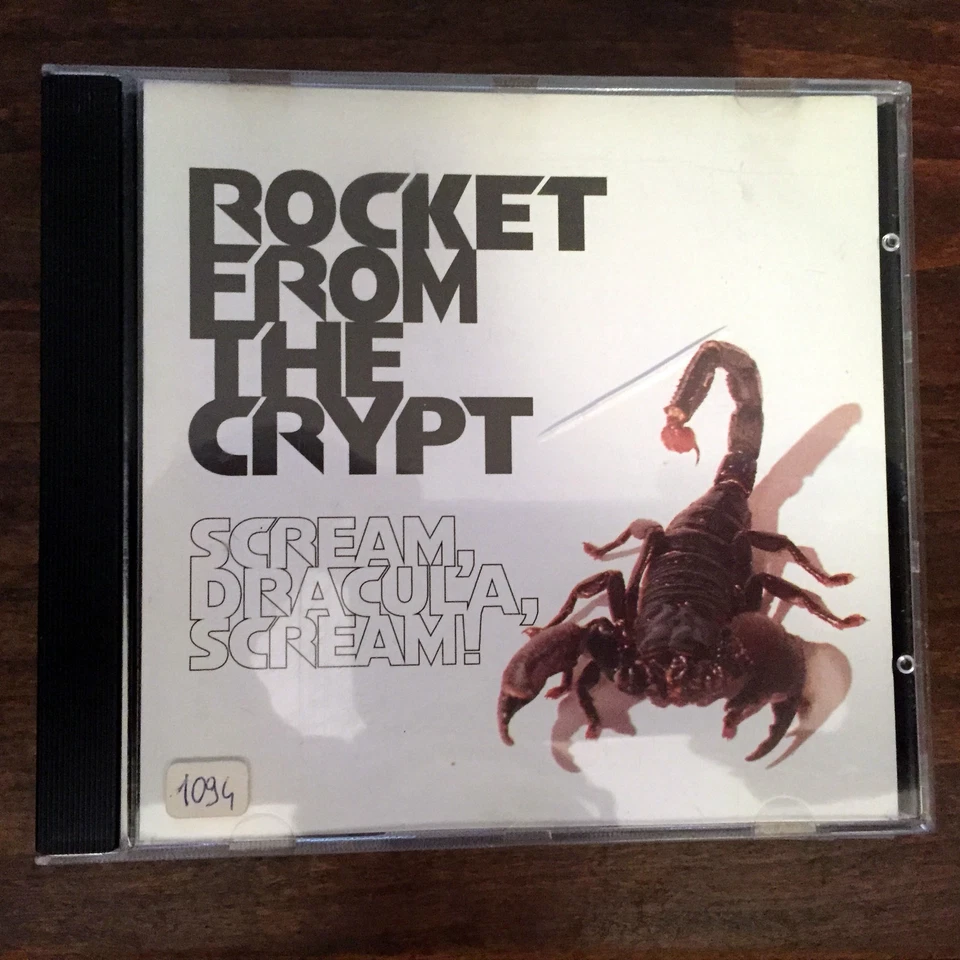 ROCKET
FROM
THE
CRYPT
SCREAM,
DRACULA,
SCREAM!
1094